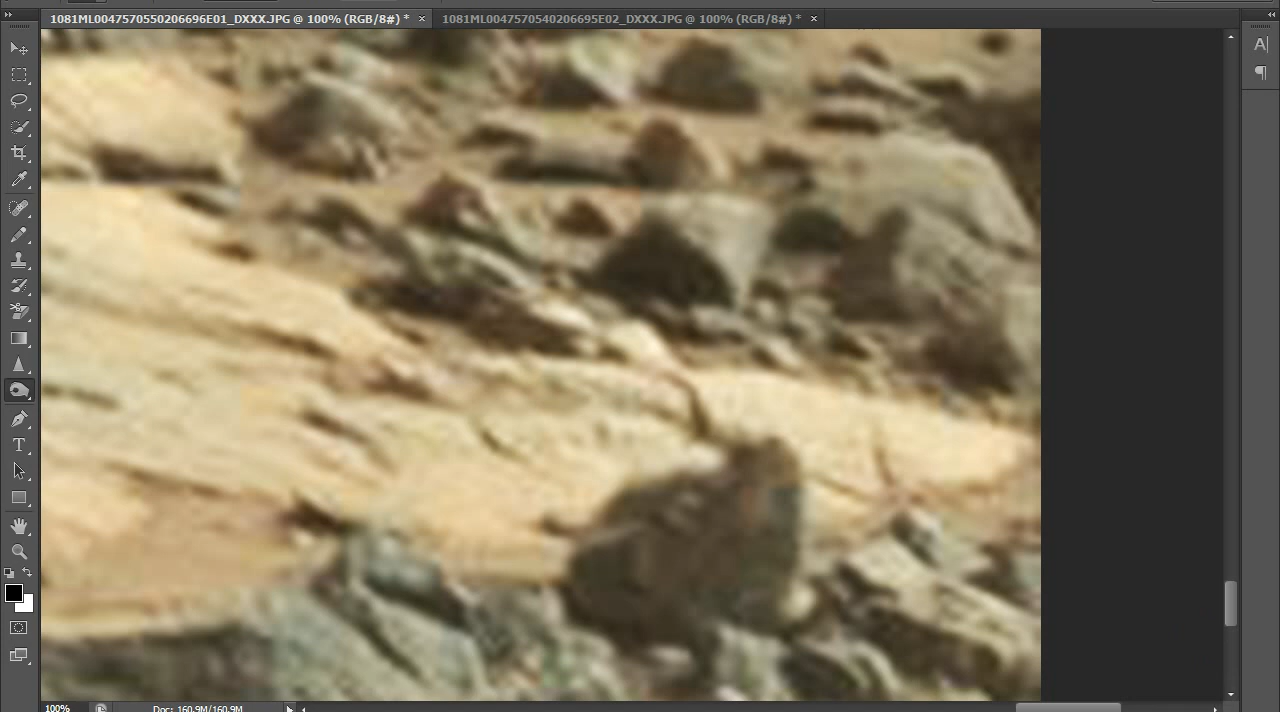 1081ML0047570550206696E01_DXXX.JPG @ 100% (RGB/8#) * ×
1081ML0047570540206695E02_DXXX.JPG @ 100% (RGB/8#) * ×
A
¶
T
100%
Doc: 160.9M/160.9M